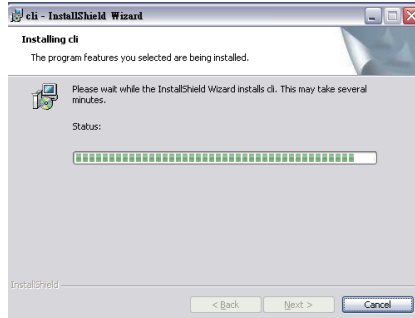 cli - InstallShield Wizard
Installing cli
The program features you selected are being installed.
Please wait while the InstallShield Wizard installs cli. This may take several
minutes.
Status:
InstallShield
< Back
Next >
Cancel